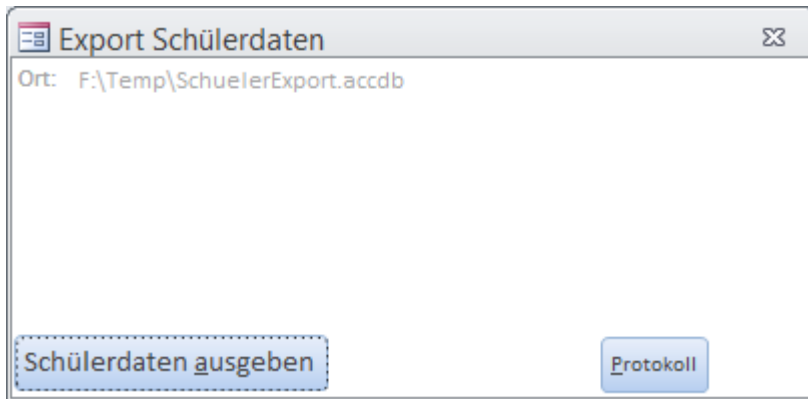 Export Schülerdaten
Ort: F:\Temp\SchuelerExport.accdb
Schülerdaten ausgeben
Protokoll